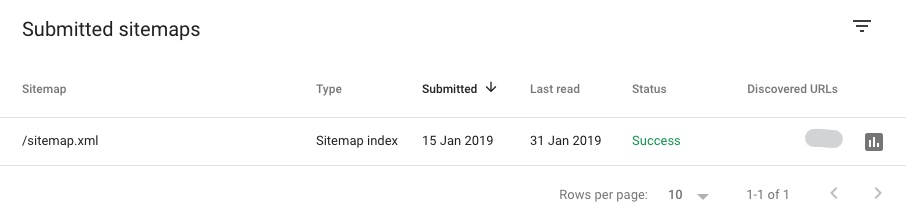 Submitted sitemaps
Sitemap Type Submitted Last read Status Discovered URLs
/sitemap.xml Sitemap index 15 Jan 2019 31 Jan 2019 Success
Rows per page: 10 1-1 of 1